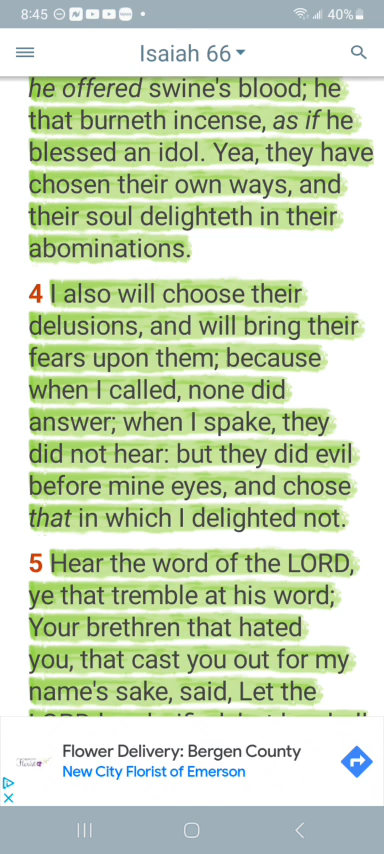 8:45
40%
Isaiah 66
he offered swine's blood; he
that burneth incense, as if he
blessed an idol. Yea, they have
chosen their own ways, and
their soul delighteth in their
abominations.
4 I also will choose their
delusions, and will bring their
fears upon them; because
when I called, none did
answer; when I spake, they
did not hear: but they did evil
before mine eyes, and chose
that in which I delighted not.
5 Hear the word of the LORD,
ye that tremble at his word;
Your brethren that hated
you, that cast you out for my
name's sake, said, Let the
Flower Delivery: Bergen County
New City Florist of Emerson